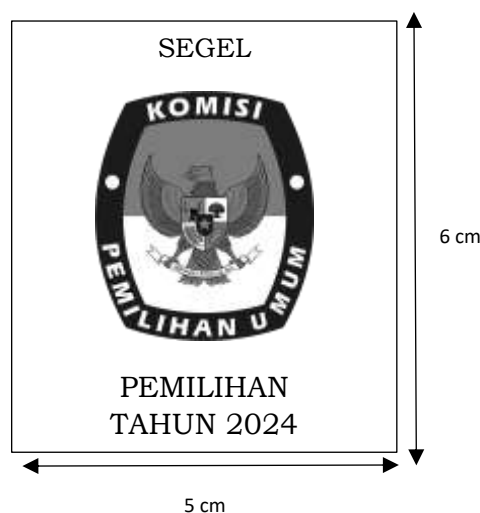 SEGEL
KOMISI
PEMILIHAN UMUM
6 cm
PEMILIHAN
TAHUN 2024
5 cm